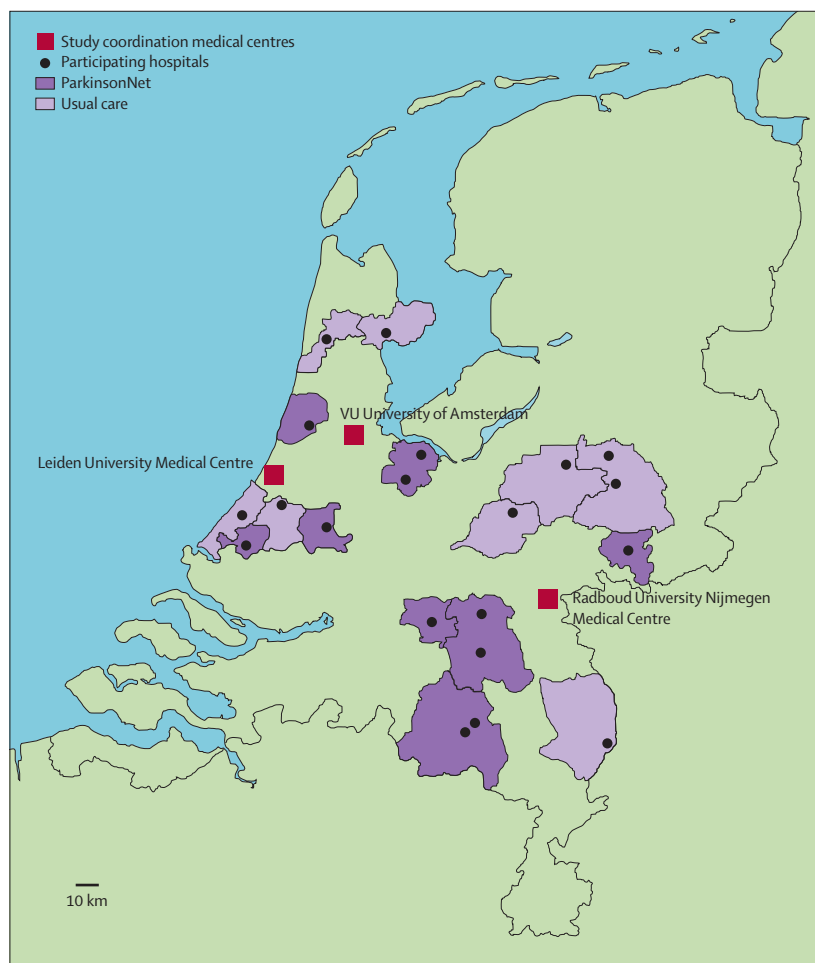 Study coordination medical centres
Participating hospitals
ParkinsonNet
Usual care
VU University of Amsterdam
Leiden University Medical Centre
Radboud University Nijmegen
Medical Centre
10 km